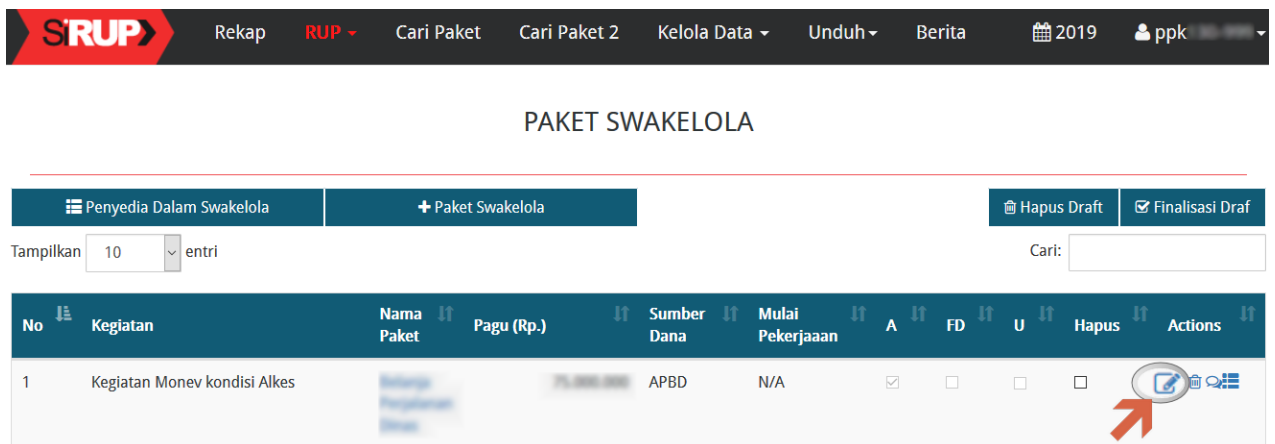 SiRUP Rekap RUP Cari Paket Cari Paket 2 Kelola Data Unduh Berita 2019 ppk
PAKET SWAKELOLA
Penyedia Dalam Swakelola + Paket Swakelola Hapus Draft Finalisasi Draf
Tampilkan 10 entri Cari:
No Kegiatan Nama Paket Pagu (Rp.) Sumber Dana Mulai Pekerjaaan A FD U Hapus Actions
1 Kegiatan Monev kondisi Alkes APBD N/A